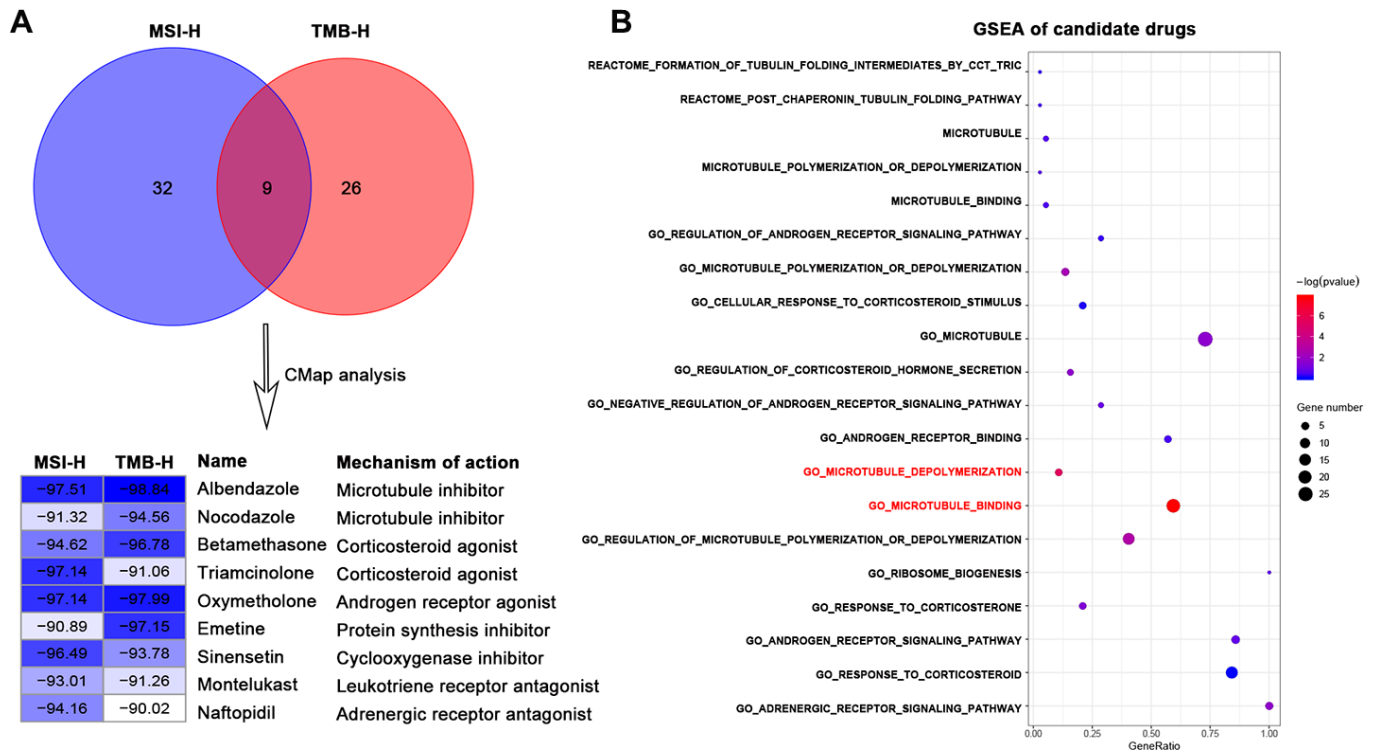 A
MSI-H TMB-H
32 9 26
CMap analysis
MSI-H TMB-H Name Mechanism of action
−97.51 −98.84 Albendazole Microtubule inhibitor
−91.32 −94.56 Nocodazole Microtubule inhibitor
−94.62 −96.78 Betamethasone Corticosteroid agonist
−97.14 −91.06 Triamcinolone Corticosteroid agonist
−97.14 −97.99 Oxymetholone Androgen receptor agonist
−90.89 −97.15 Emetine Protein synthesis inhibitor
−96.49 −93.78 Sinensetin Cyclooxygenase inhibitor
−93.01 −91.26 Montelukast Leukotriene receptor antagonist
−94.16 −90.02 Naftopidil Adrenergic receptor antagonist
B
GSEA of candidate drugs
REACTOME_FORMATION_OF_TUBULIN_FOLDING_INTERMEDIATES_BY_CCT_TRIC
REACTOME_POST_CHAPERONIN_TUBULIN_FOLDING_PATHWAY
MICROTUBULE
MICROTUBULE_POLYMERIZATION_OR_DEPOLYMERIZATION
MICROTUBULE_BINDING
GO_REGULATION_OF_ANDROGEN_RECEPTOR_SIGNALING_PATHWAY
GO_MICROTUBULE_POLYMERIZATION_OR_DEPOLYMERIZATION
GO_CELLULAR_RESPONSE_TO_CORTICOSTEROID_STIMULUS
GO_MICROTUBULE
GO_REGULATION_OF_CORTICOSTEROID_HORMONE_SECRETION
GO_NEGATIVE_REGULATION_OF_ANDROGEN_RECEPTOR_SIGNALING_PATHWAY
GO_ANDROGEN_RECEPTOR_BINDING
GO_MICROTUBULE_DEPOLYMERIZATION
GO_MICROTUBULE_BINDING
GO_REGULATION_OF_MICROTUBULE_POLYMERIZATION_OR_DEPOLYMERIZATION
GO_RIBOSOME_BIOGENESIS
GO_RESPONSE_TO_CORTICOSTERONE
GO_ANDROGEN_RECEPTOR_SIGNALING_PATHWAY
GO_RESPONSE_TO_CORTICOSTEROID
GO_ADRENERGIC_RECEPTOR_SIGNALING_PATHWAY
0.00 0.25 0.50 0.75 1.00
GeneRatio
−log(pvalue)
6
4
2
Gene number
5
10
15
20
25